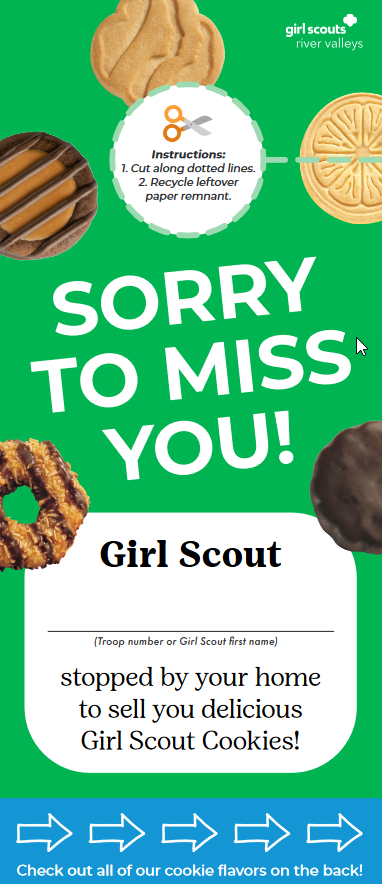 girl scouts
river valleys
Instructions:
1. Cut along dotted lines.
2. Recycle leftover
paper remnant.
SORRY
TO MISS
YOU!
Girl Scout
(Troop number or Girl Scout first name)
stopped by your home
to sell you delicious
Girl Scout Cookies!
Check out all of our cookie flavors on the back!